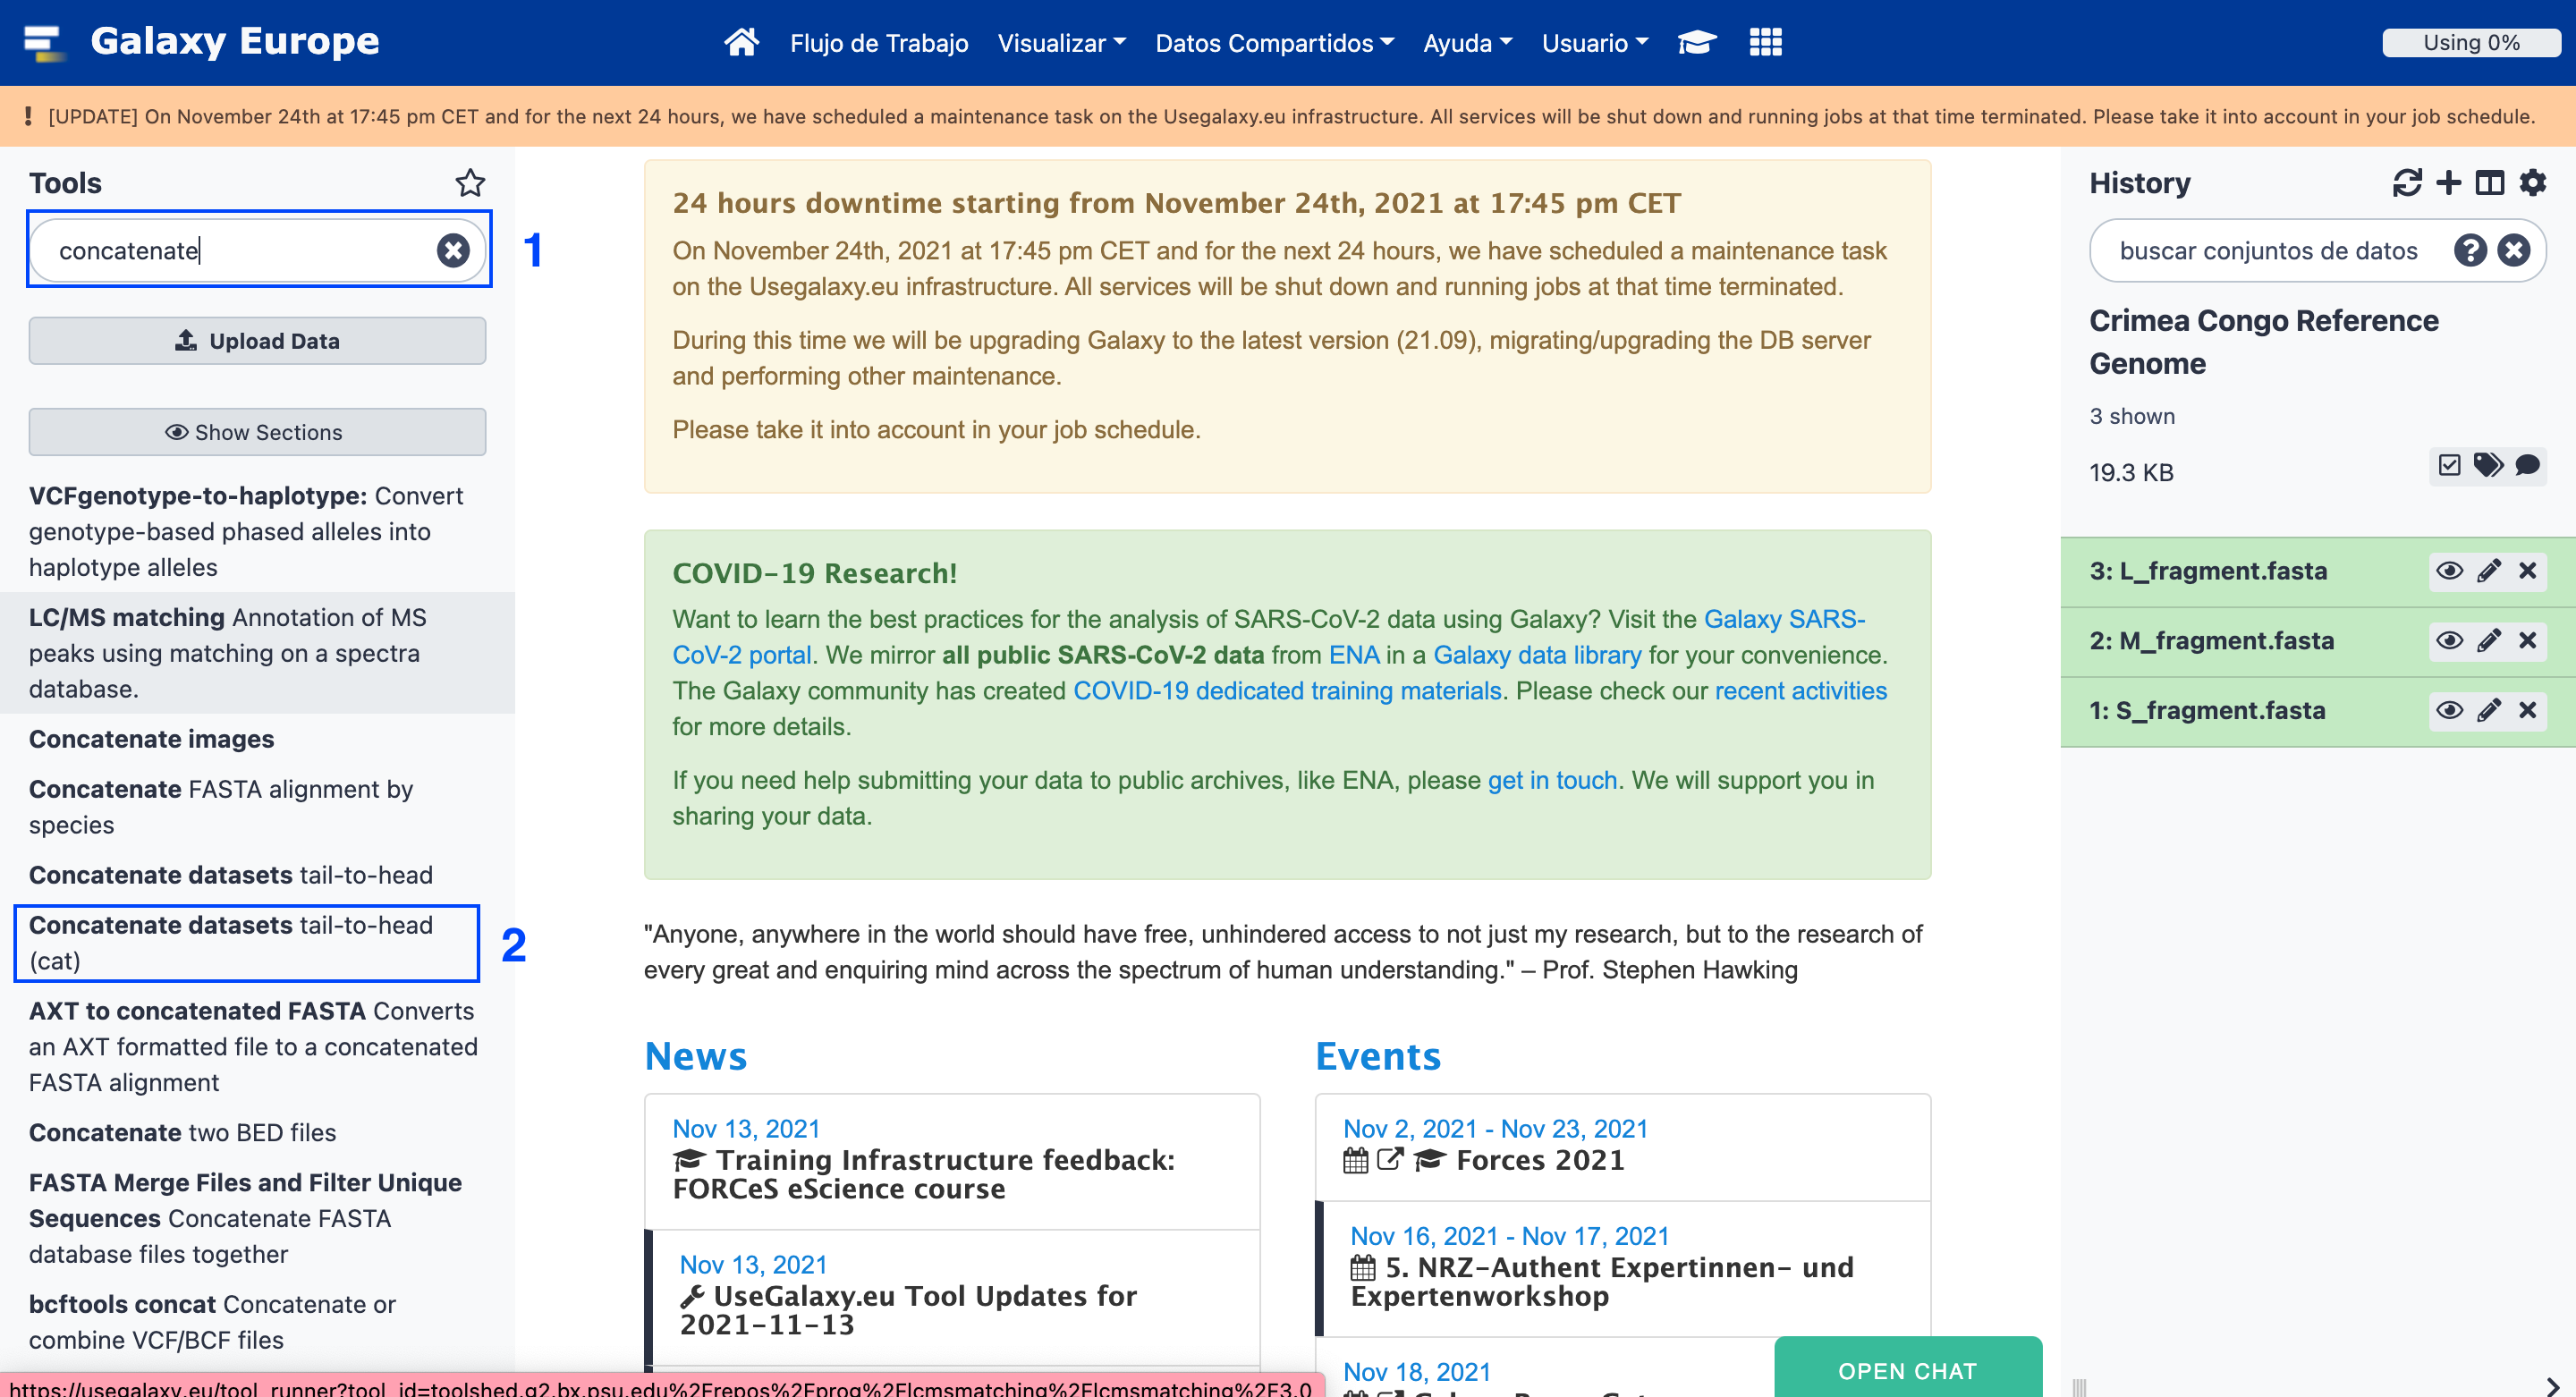 Galaxy Europe
Flujo de Trabajo Visualizar Datos Compartidos Ayuda Usuario
Using 0%
[UPDATE] On November 24th at 17:45 pm CET and for the next 24 hours, we have scheduled a maintenance task on the Usegalaxy.eu infrastructure. All services will be shut down and running jobs at that time terminated. Please take it into account in your job schedule.
Tools
concatenate
1
Upload Data
Show Sections
VCFgenotype-to-haplotype: Convert
genotype-based phased alleles into
haplotype alleles
LC/MS matching Annotation of MS
peaks using matching on a spectra
database.
Concatenate images
Concatenate FASTA alignment by
species
Concatenate datasets tail-to-head
Concatenate datasets tail-to-head
(cat)
2
AXT to concatenated FASTA Converts
an AXT formatted file to a concatenated
FASTA alignment
Concatenate two BED files
FASTA Merge Files and Filter Unique
Sequences Concatenate FASTA
database files together
bcftools concat Concatenate or
combine VCF/BCF files
https://usegalaxy.eu/tool_runner?tool_id=toolshed.g2.bx.psu.edu%2Frepos%2Fprog%2Flcmsmatching%2Flcmsmatching%2F3.0
24 hours downtime starting from November 24th, 2021 at 17:45 pm CET
On November 24th, 2021 at 17:45 pm CET and for the next 24 hours, we have scheduled a maintenance task
on the Usegalaxy.eu infrastructure. All services will be shut down and running jobs at that time terminated.
During this time we will be upgrading Galaxy to the latest version (21.09), migrating/upgrading the DB server
and performing other maintenance.
Please take it into account in your job schedule.
COVID-19 Research!
Want to learn the best practices for the analysis of SARS-CoV-2 data using Galaxy? Visit the Galaxy SARS-
CoV-2 portal. We mirror all public SARS-CoV-2 data from ENA in a Galaxy data library for your convenience.
The Galaxy community has created COVID-19 dedicated training materials. Please check our recent activities
for more details.
If you need help submitting your data to public archives, like ENA, please get in touch. We will support you in
sharing your data.
"Anyone, anywhere in the world should have free, unhindered access to not just my research, but to the research of
every great and enquiring mind across the spectrum of human understanding." – Prof. Stephen Hawking
News
Nov 13, 2021
Training Infrastructure feedback:
FORCeS eScience course
Nov 13, 2021
UseGalaxy.eu Tool Updates for
2021-11-13
Events
Nov 2, 2021 - Nov 23, 2021
Forces 2021
Nov 16, 2021 - Nov 17, 2021
5. NRZ-Authent Expertinnen- und
Expertenworkshop
Nov 18, 2021
OPEN CHAT
History
buscar conjuntos de datos
Crimea Congo Reference
Genome
3 shown
19.3 KB
3: L_fragment.fasta
2: M_fragment.fasta
1: S_fragment.fasta